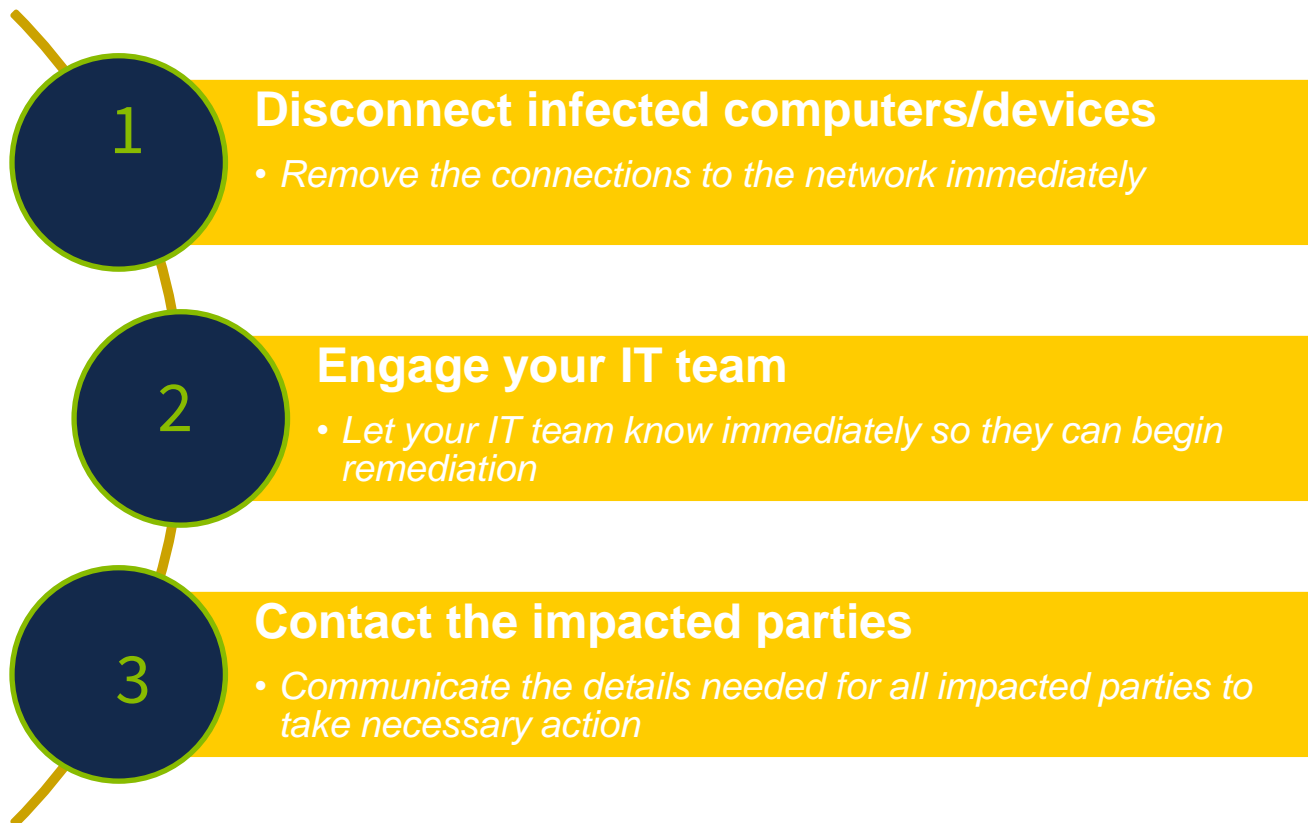 1
Disconnect infected computers/devices
• Remove the connections to the network immediately
2
Engage your IT team
• Let your IT team know immediately so they can begin
remediation
3
Contact the impacted parties
• Communicate the details needed for all impacted parties to
take necessary action